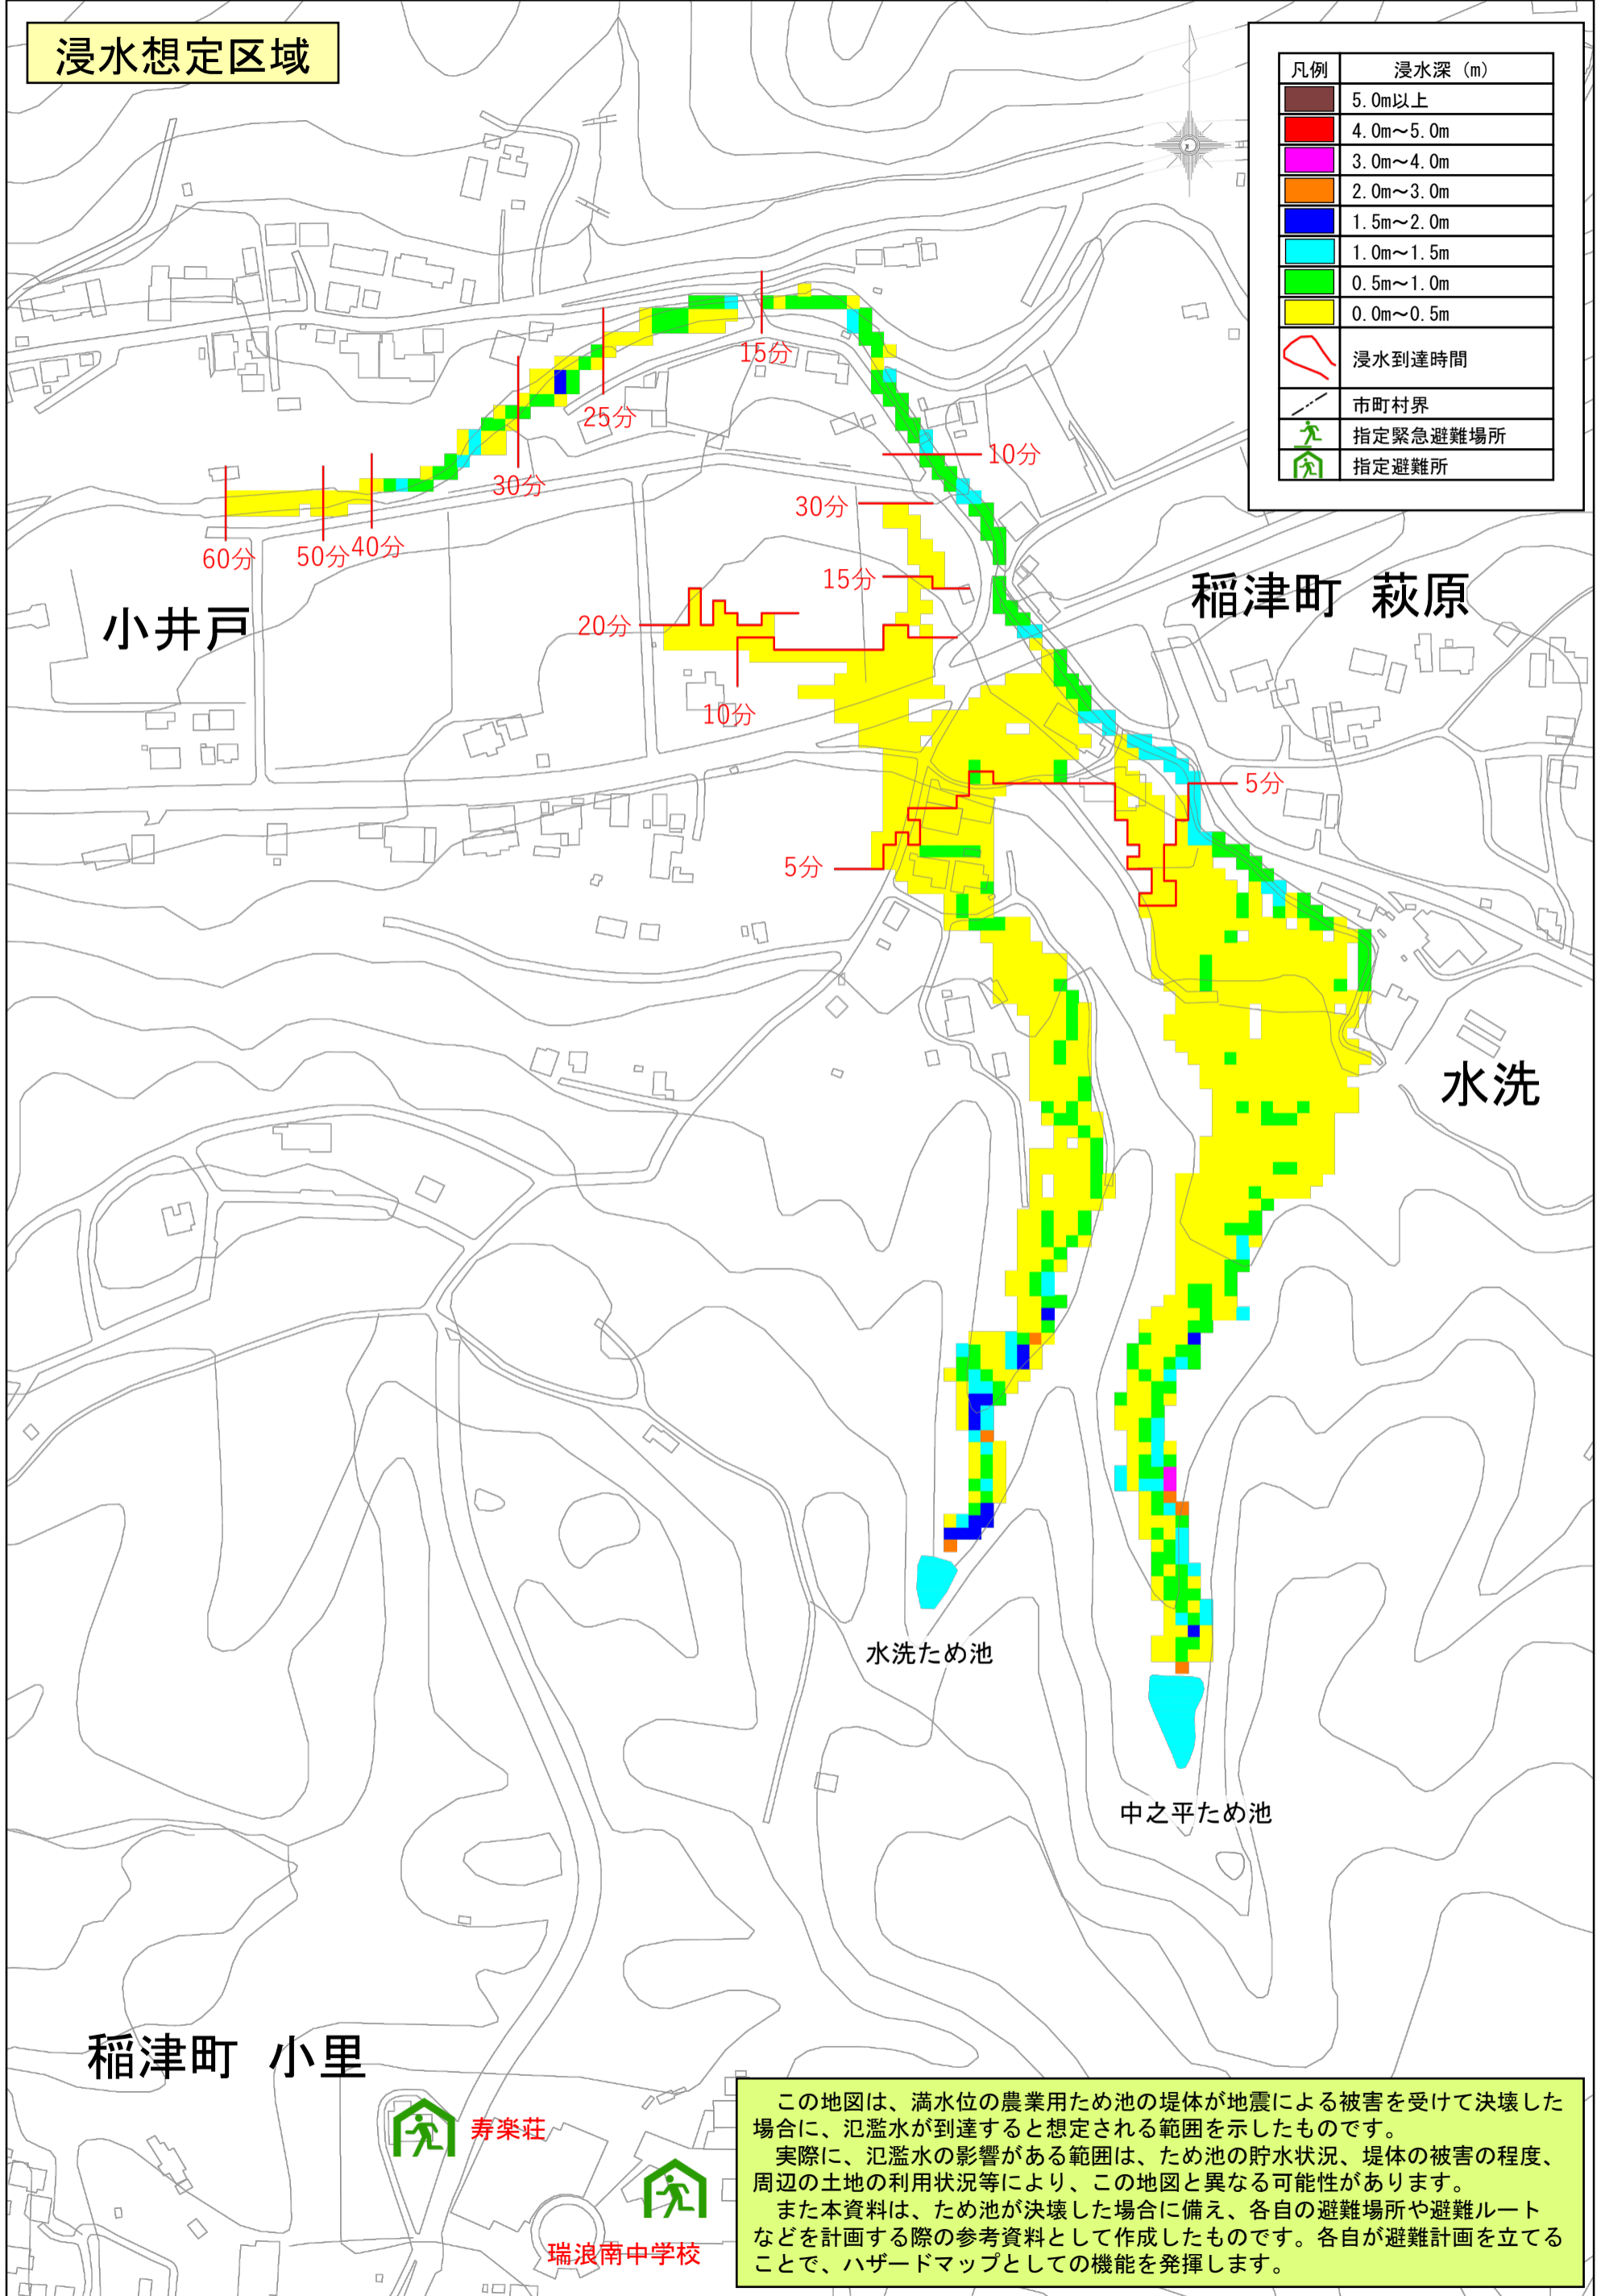 浸水想定区域
凡例 浸水深 (m)
5.0m以上
4.0m～5.0m
3.0m～4.0m
2.0m～3.0m
1.5m～2.0m
1.0m～1.5m
0.5m～1.0m
0.0m～0.5m
浸水到達時間
市町村界
指定緊急避難場所
指定避難所
15分
25分
10分
30分
30分
60分
50分
40分
15分
稲津町 萩原
小井戸
20分
10分
5分
5分
水洗
水洗ため池
中之平ため池
稲津町 小里
寿楽荘
瑞浪南中学校
この地図は、満水位の農業用ため池の堤体が地震による被害を受けて決壊した
場合に、氾濫水が到達すると想定される範囲を示したものです。
実際に、氾濫水の影響がある範囲は、ため池の貯水状況、堤体の被害の程度、
周辺の土地の利用状況等により、この地図と異なる可能性があります。
また本資料は、ため池が決壊した場合に備え、各自の避難場所や避難ルート
などを計画する際の参考資料として作成したものです。各自が避難計画を立てる
ことで、ハザードマップとしての機能を発揮します。